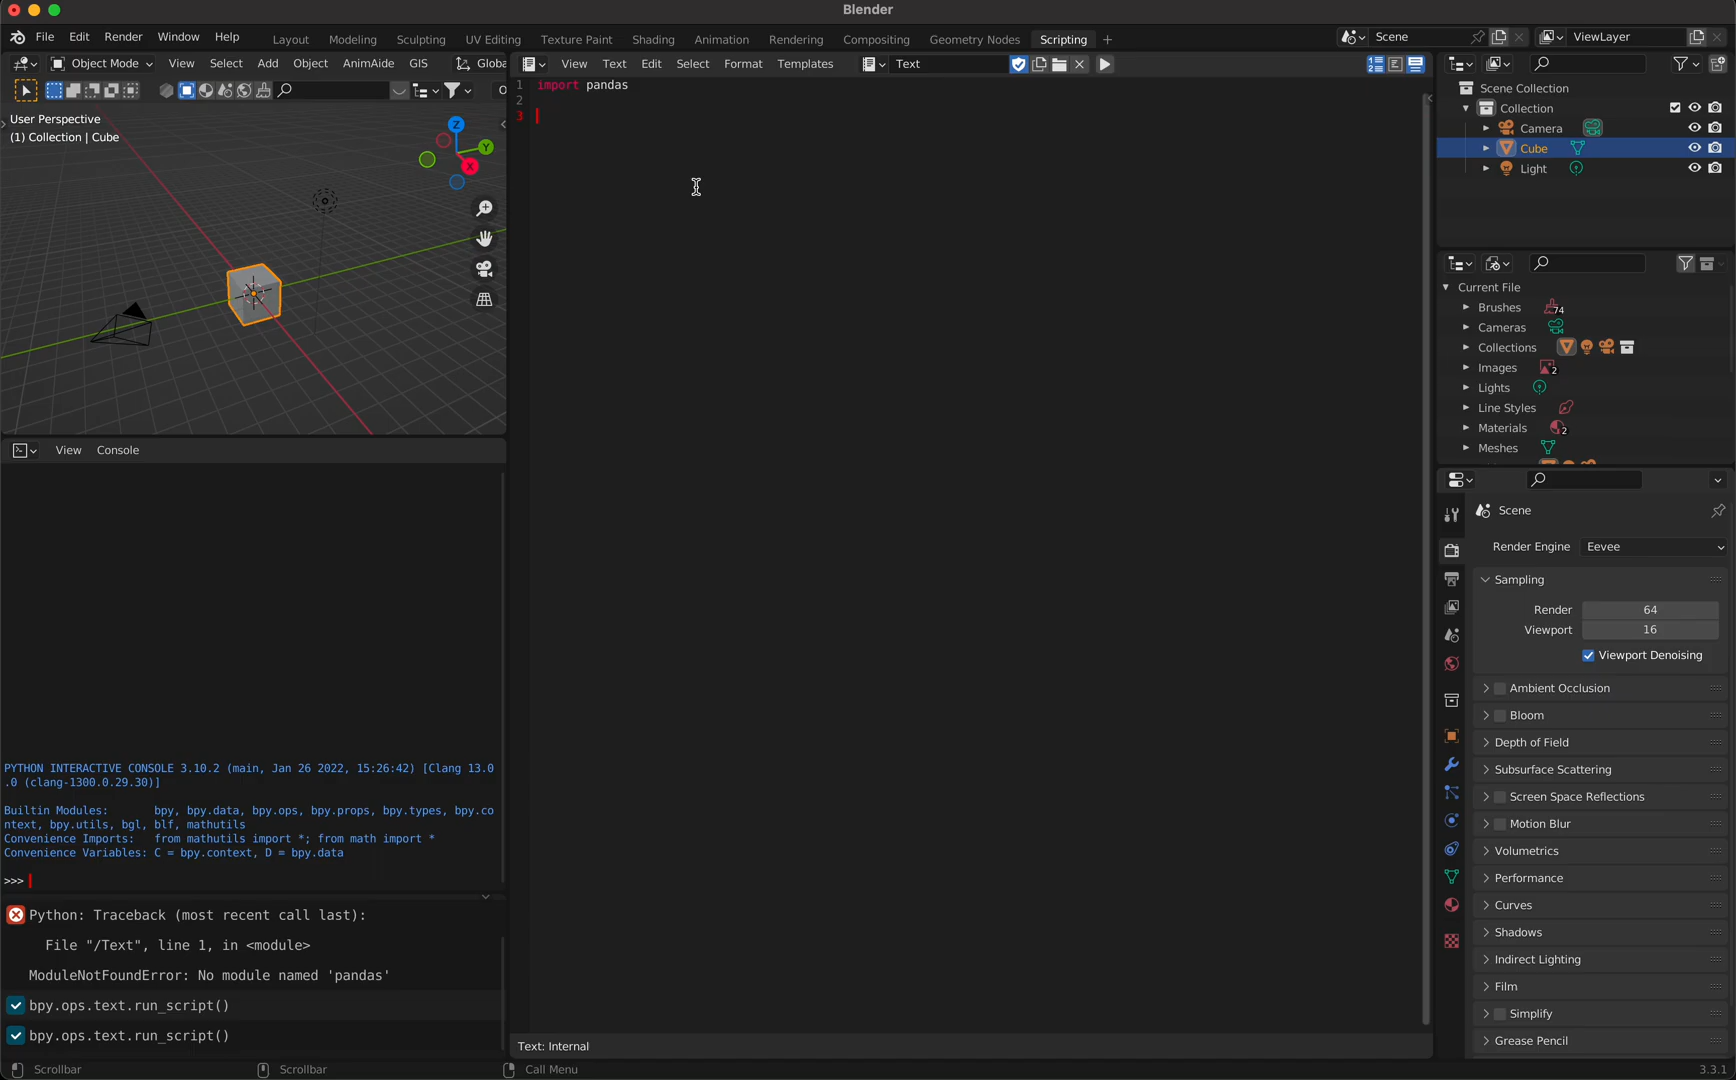 Blender
File Edit Render Window Help Layout Modeling Sculpting UV Editing Texture Paint Shading Animation Rendering Compositing Geometry Nodes Scripting + Scene ViewLayer
Object Mode View Select Add Object AnimAide GIS Globa
View Text Edit Select Format Templates Text
User Perspective
(1) Collection | Cube
Z
Y
X
1 import pandas
2
3
Scene Collection
Collection
Camera
Cube
Light
Current File
Brushes 74
Cameras
Collections
Images 2
Lights
Line Styles
Materials 2
Meshes
View Console
PYTHON INTERACTIVE CONSOLE 3.10.2 (main, Jan 26 2022, 15:26:42) [Clang 13.0
.0 (clang-1300.0.29.30)]
Builtin Modules: bpy, bpy.data, bpy.ops, bpy.props, bpy.types, bpy.co
ntext, bpy.utils, bgl, blf, mathutils
Convenience Imports: from mathutils import *; from math import *
Convenience Variables: C = bpy.context, D = bpy.data
>>>
Python: Traceback (most recent call last):
File "/Text", line 1, in <module>
ModuleNotFoundError: No module named 'pandas'
bpy.ops.text.run_script()
bpy.ops.text.run_script()
Text: Internal
Scene
Render Engine Eevee
Sampling
Render 64
Viewport 16
Viewport Denoising
Ambient Occlusion
Bloom
Depth of Field
Subsurface Scattering
Screen Space Reflections
Motion Blur
Volumetrics
Performance
Curves
Shadows
Indirect Lighting
Film
Simplify
Grease Pencil
Scrollbar Scrollbar Call Menu 3.3.1